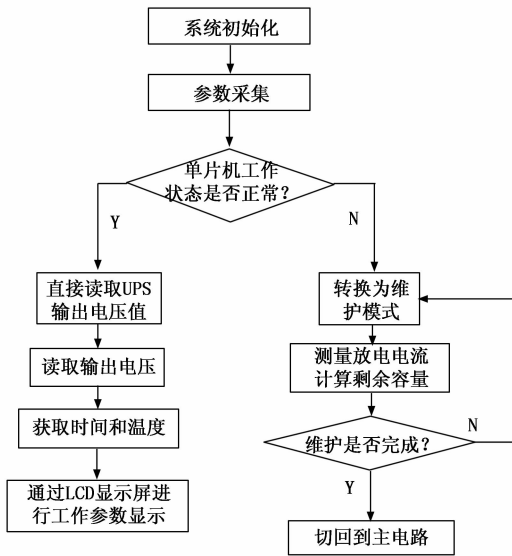 系统初始化
参数采集
单片机工作
状态是否正常？
Y
N
直接读取UPS
输出电压值
读取输出电压
获取时间和温度
通过LCD显示屏进
行工作参数显示
转换为维
护模式
测量放电电流
计算剩余容量
维护是否完成？
N
Y
切回到主电路